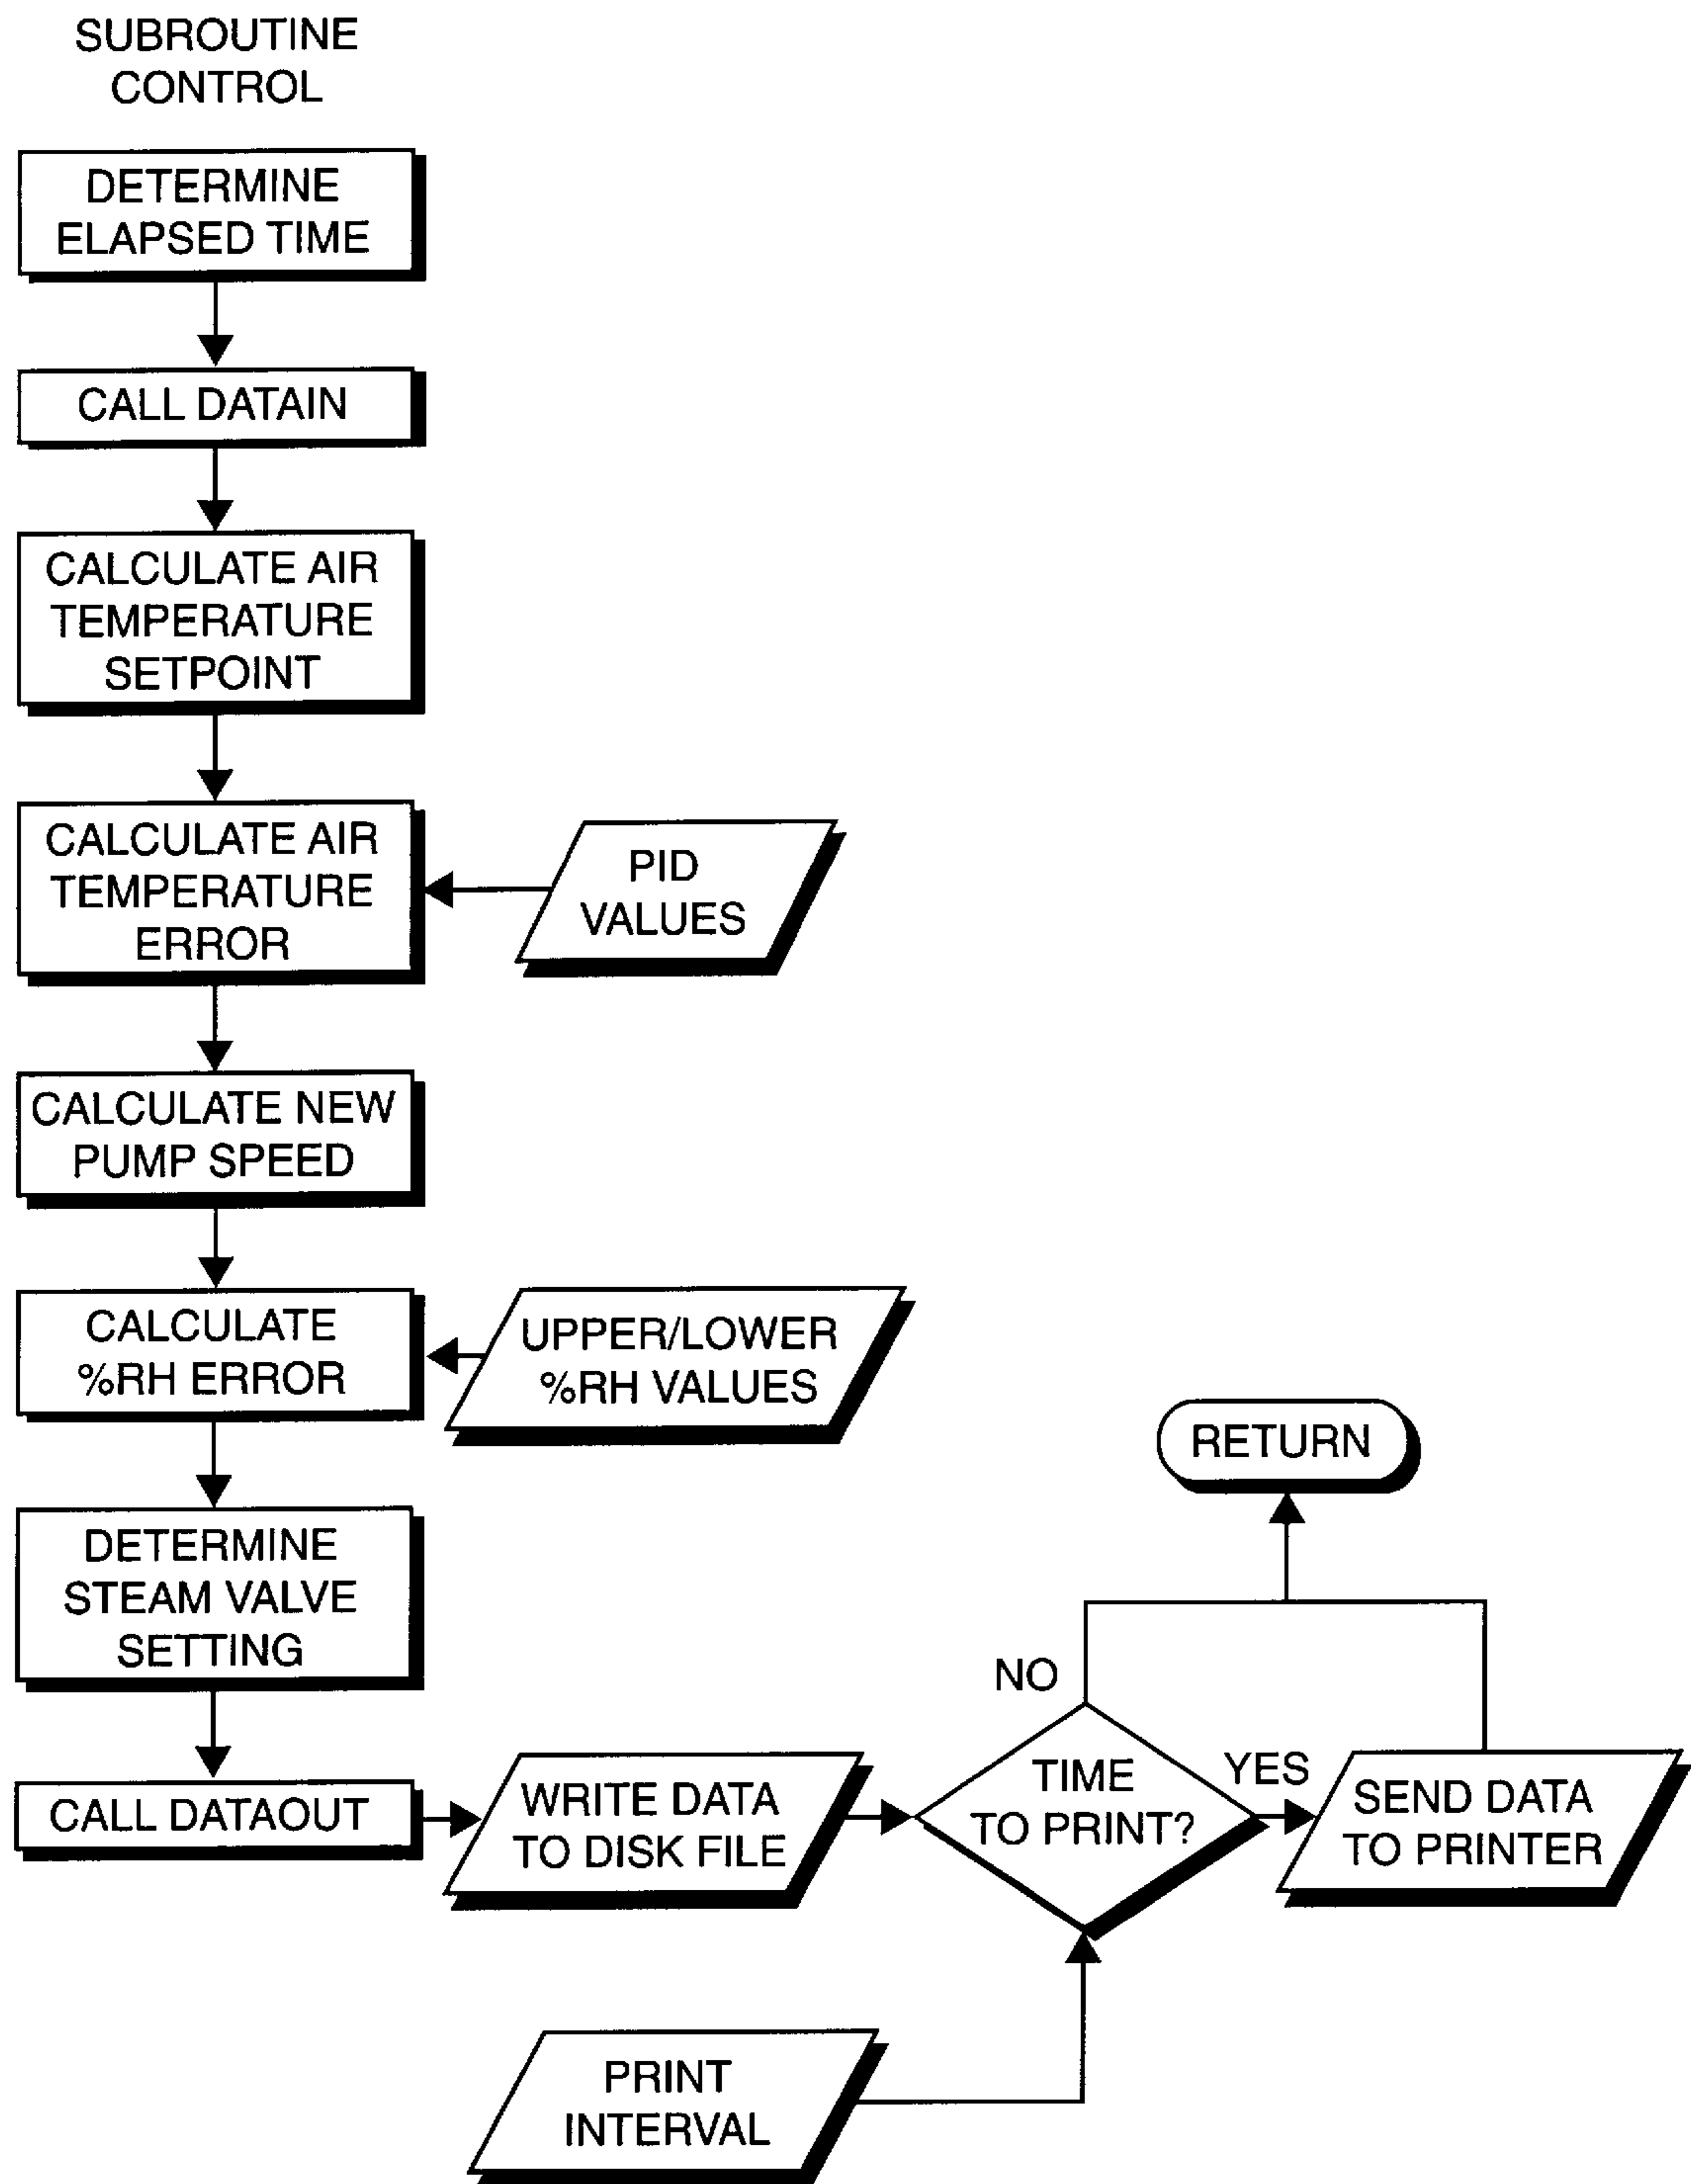 SUBROUTINE
CONTROL
DETERMINE
ELAPSED TIME
CALL DATAIN
CALCULATE AIR
TEMPERATURE
SETPOINT
CALCULATE AIR
TEMPERATURE
ERROR
PID
VALUES
CALCULATE NEW
PUMP SPEED
CALCULATE
%RH ERROR
UPPER/LOWER
%RH VALUES
RETURN
DETERMINE
STEAM VALVE
SETTING
NO
CALL DATAOUT
WRITE DATA
TO DISK FILE
TIME
TO PRINT?
YES
SEND DATA
TO PRINTER
PRINT
INTERVAL